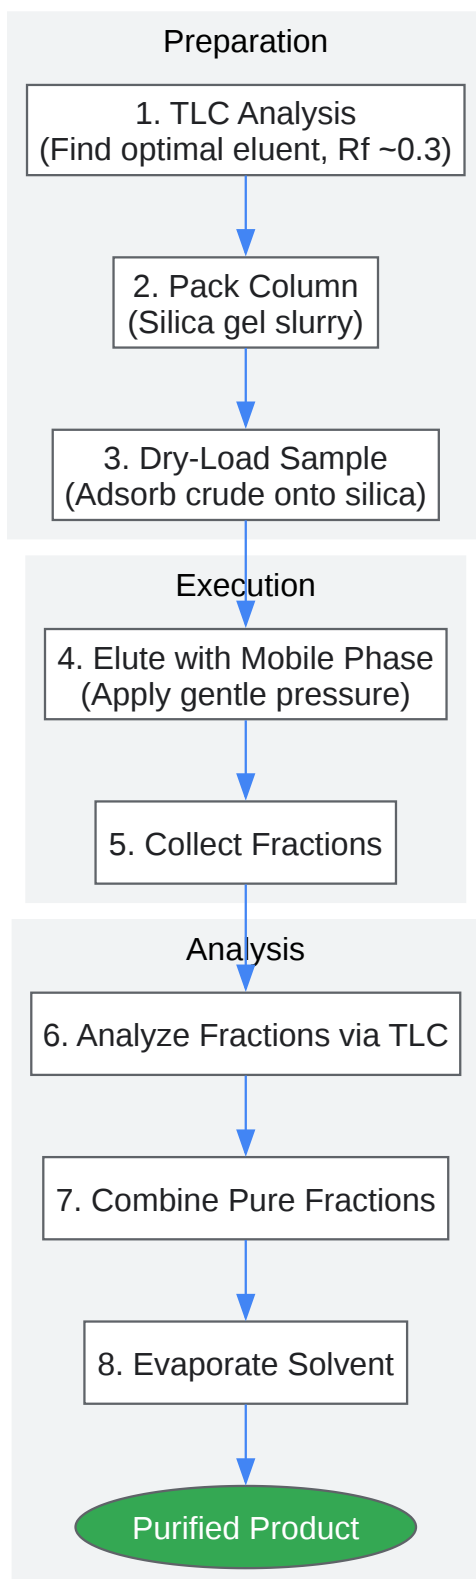 Preparation
1. TLC Analysis
(Find optimal eluent, Rf ~0.3)
2. Pack Column
(Silica gel slurry)
3. Dry-Load Sample
(Adsorb crude onto silica)
Execution
4. Elute with Mobile Phase
(Apply gentle pressure)
5. Collect Fractions
Analysis
6. Analyze Fractions via TLC
7. Combine Pure Fractions
8. Evaporate Solvent
Purified Product